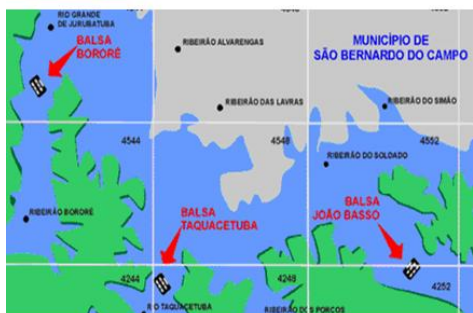 RIO GRANDE
DE JURUBATUBA
BALSA
BORORÉ
RIBEIRÃO ALVARENGAS
MUNICÍPIO DE
SÃO BERNARDO DO CAMPO
RIBEIRÃO DAS LAVRAS
RIBEIRÃO DO SIMÃO
4544
4548
4552
RIBEIRÃO DO SOLDADO
RIBEIRÃO BORORÉ
BALSA
TAQUACETUBA
BALSA
JOÃO BASSO
4244
4248
4252
RIO TAQUACETUBA
RIBEIRÃO DOS PORCOS